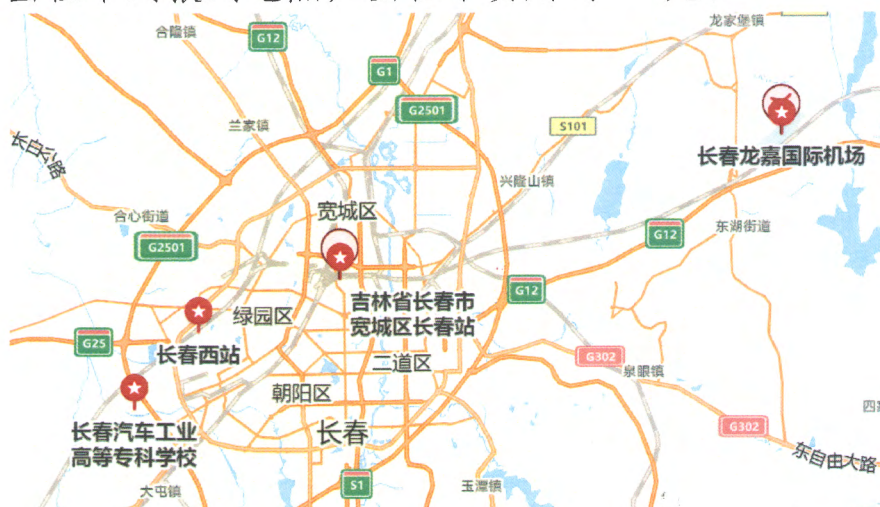 龙家堡镇
合隆镇
G12
G1
G2501
S101
兰家镇
长白公路
长春龙嘉国际机场
兴隆山镇
宽城区
合心街道
东湖街道
G12
G2501
G12
吉林省长春市
宽城区长春站
绿园区
长春西站
G25
二道区
G302
泉眼镇
朝阳区
长春汽车工业
高等专科学校
长春
G302
东自由大路
大屯镇
S1
玉潭镇